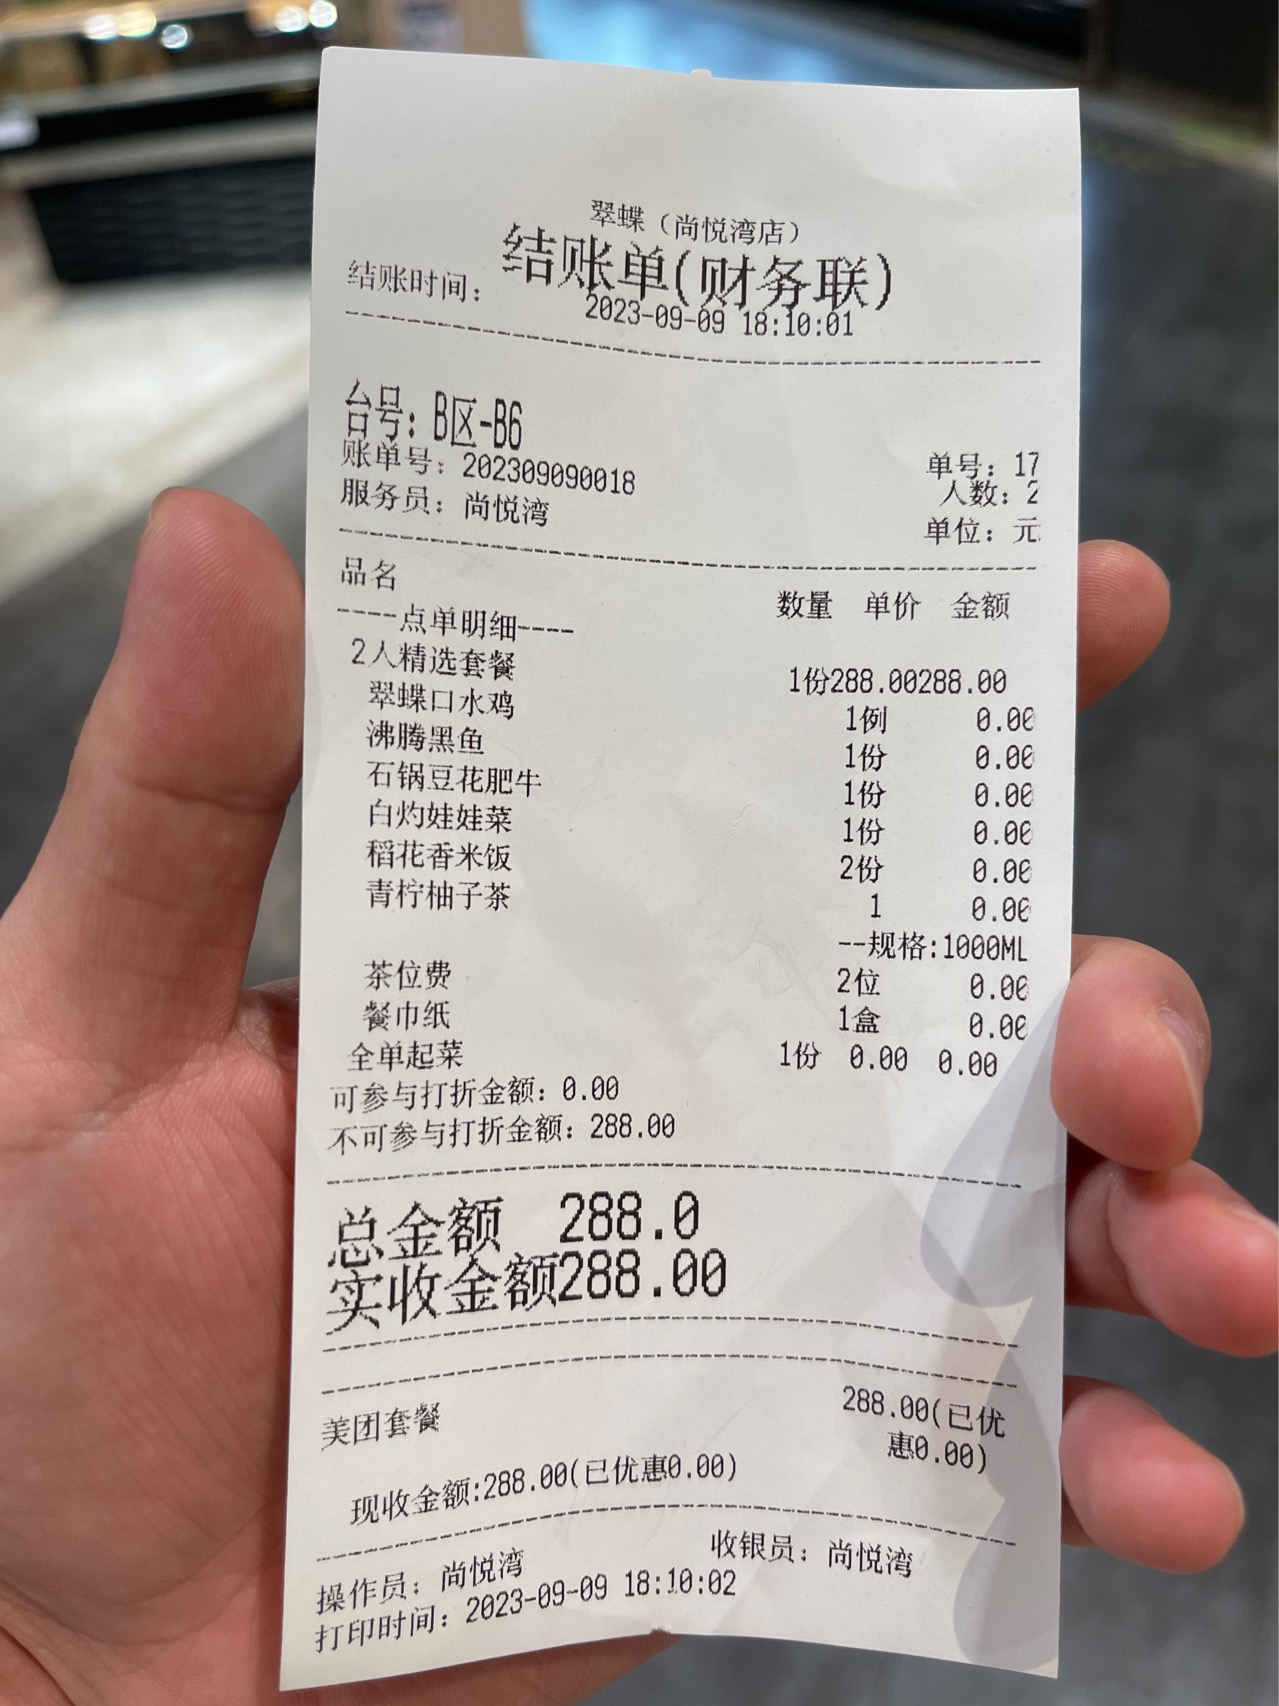 翠蝶（尚悦湾店）
结账单(财务联)
结账时间： 2023-09-09 18:10:01
台号：B区-B6
账单号：202309090018 单号：17
服务员：尚悦湾 人数：2
单位：元
品名 数量 单价 金额
----点单明细----
2人精选套餐 1份288.00288.00
翠蝶口水鸡 1例 0.00
沸腾黑鱼 1份 0.00
石锅豆花肥牛 1份 0.00
白灼娃娃菜 1份 0.00
稻花香米饭 2份 0.00
青柠柚子茶 1 0.00
--规格:1000ML
茶位费 2位 0.00
餐巾纸 1盒 0.00
全单起菜 1份 0.00 0.00
可参与打折金额：0.00
不可参与打折金额：288.00
总金额 288.0
实收金额288.00
美团套餐 288.00(已优
惠0.00)
现收金额:288.00(已优惠0.00)
操作员：尚悦湾 收银员：尚悦湾
打印时间：2023-09-09 18:10:02